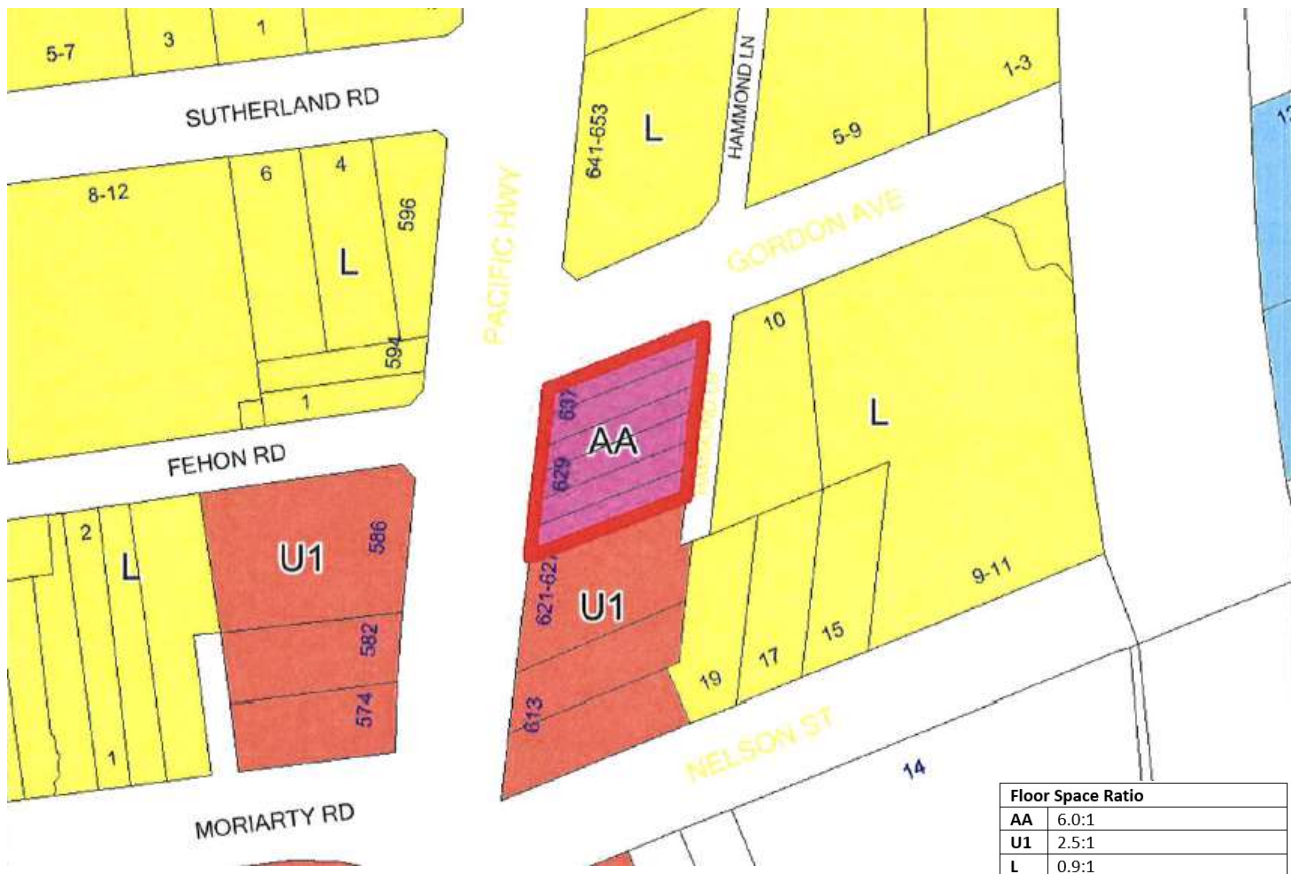 5-7
3
1
1-3
SUTHERLAND RD
HAMMOND LN
641-653
L
5-9
8-12
6
4
596
L
PACIFIC HWY
GORDON AVE
10
594
1
637
AA
629
L
FEHON RD
2
L
U1
586
621-627
U1
9-11
582
15
17
19
574
613
1
NELSON ST
14
MORIARTY RD
Floor Space Ratio
AA 6.0:1
U1 2.5:1
L 0.9:1